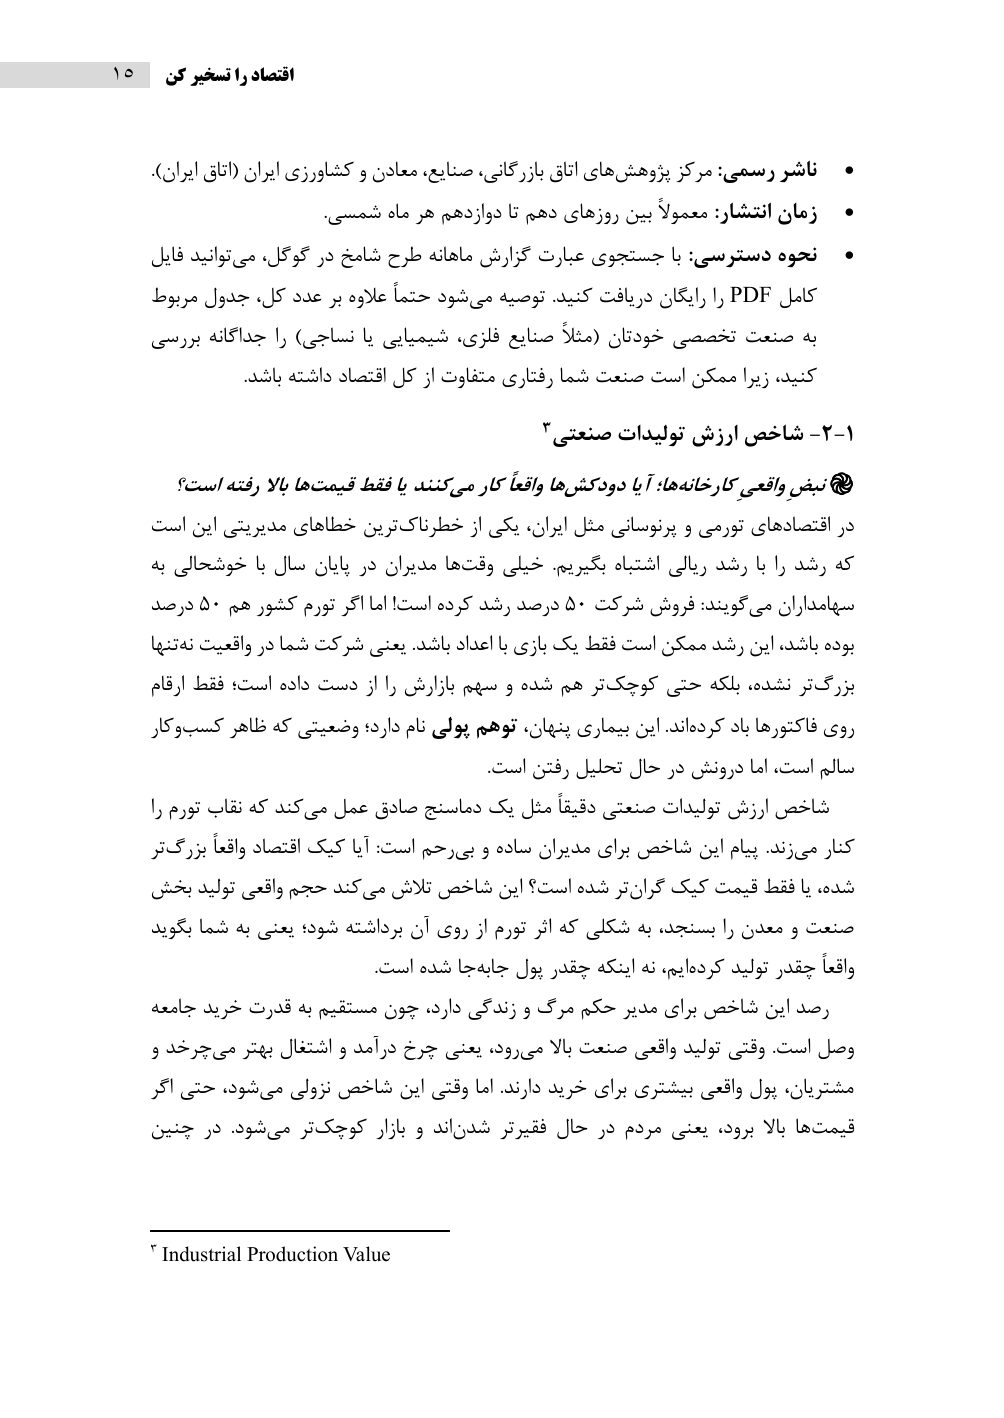 اقتصاد را تسخیر کن ۱۵
• ناشر رسمی: مرکز پژوهش‌های اتاق بازرگانی، صنایع، معادن و کشاورزی ایران (اتاق ایران).
• زمان انتشار: معمولاً بین روزهای دهم تا دوازدهم هر ماه شمسی.
• نحوه دسترسی: با جستجوی عبارت گزارش ماهانه طرح شامخ در گوگل، می‌توانید فایل
کامل PDF را رایگان دریافت کنید. توصیه می‌شود حتماً علاوه بر عدد کل، جدول مربوط
به صنعت تخصصی خودتان (مثلاً صنایع فلزی، شیمیایی یا نساجی) را جداگانه بررسی
کنید، زیرا ممکن است صنعت شما رفتاری متفاوت از کل اقتصاد داشته باشد.
۱-۲- شاخص ارزش تولیدات صنعتی۳
نبضِ واقعیِ کارخانه‌ها؛ آیا دودکش‌ها واقعاً کار می‌کنند یا فقط قیمت‌ها بالا رفته است؟
در اقتصادهای تورمی و پرنوسانی مثل ایران، یکی از خطرناک‌ترین خطاهای مدیریتی این است
که رشد را با رشد ریالی اشتباه بگیریم. خیلی وقت‌ها مدیران در پایان سال با خوشحالی به
سهامداران می‌گویند: فروش شرکت ۵۰ درصد رشد کرده است! اما اگر تورم کشور هم ۵۰ درصد
بوده باشد، این رشد ممکن است فقط یک بازی با اعداد باشد. یعنی شرکت شما در واقعیت نه‌تنها
بزرگ‌تر نشده، بلکه حتی کوچک‌تر هم شده و سهم بازارش را از دست داده است؛ فقط ارقام
روی فاکتورها باد کرده‌اند. این بیماری پنهان، توهم پولی نام دارد؛ وضعیتی که ظاهر کسب‌وکار
سالم است، اما درونش در حال تحلیل رفتن است.
شاخص ارزش تولیدات صنعتی دقیقاً مثل یک دماسنج صادق عمل می‌کند که نقاب تورم را
کنار می‌زند. پیام این شاخص برای مدیران ساده و بی‌رحم است: آیا کیک اقتصاد واقعاً بزرگ‌تر
شده، یا فقط قیمت کیک گران‌تر شده است؟ این شاخص تلاش می‌کند حجم واقعی تولید بخش
صنعت و معدن را بسنجد، به شکلی که اثر تورم از روی آن برداشته شود؛ یعنی به شما بگوید
واقعاً چقدر تولید کرده‌ایم، نه اینکه چقدر پول جابه‌جا شده است.
رصد این شاخص برای مدیر حکم مرگ و زندگی دارد، چون مستقیم به قدرت خرید جامعه
وصل است. وقتی تولید واقعی صنعت بالا می‌رود، یعنی چرخ درآمد و اشتغال بهتر می‌چرخد و
مشتریان، پول واقعی بیشتری برای خرید دارند. اما وقتی این شاخص نزولی می‌شود، حتی اگر
قیمت‌ها بالا برود، یعنی مردم در حال فقیرتر شدن‌اند و بازار کوچک‌تر می‌شود. در چنین
۳ Industrial Production Value